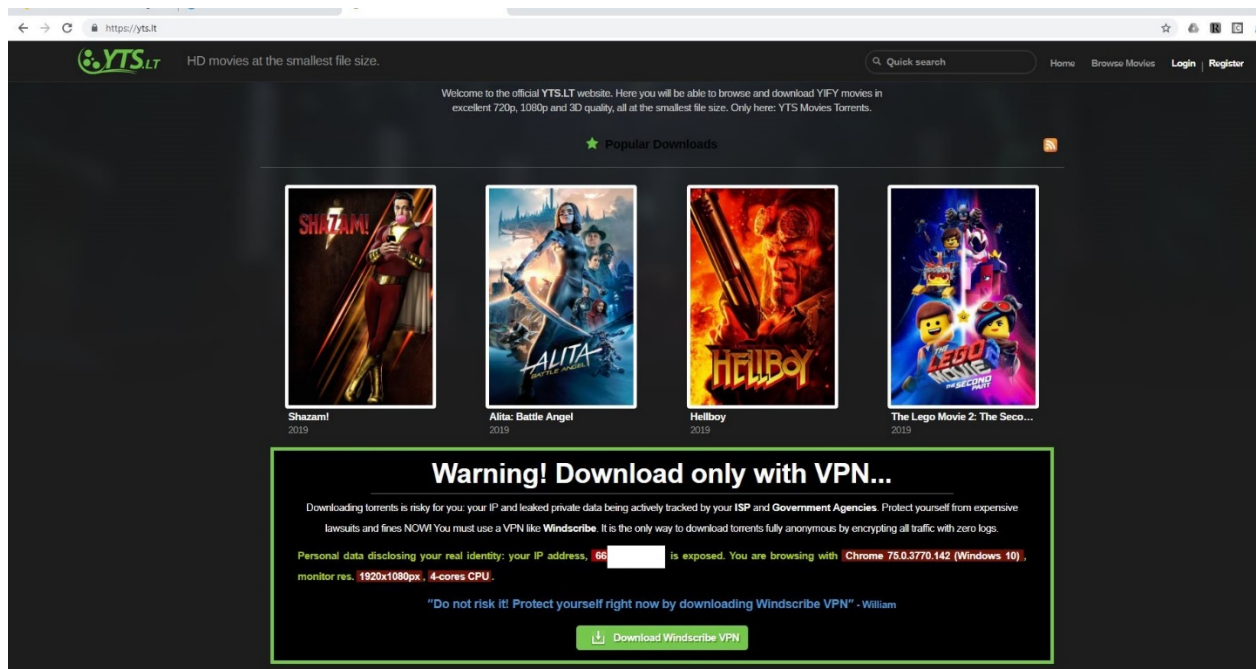 https://yts.lt
YTS.LT HD movies at the smallest file size. Quick search Home Browse Movies Login Register
Welcome to the official YTS.LT website. Here you will be able to browse and download YIFY movies in
excellent 720p, 1080p and 3D quality, all at the smallest file size. Only here: YTS Movies Torrents.
Popular Downloads
SHAZAM!
ALITA
BATTLE ANGEL
HELLBOY
THE
LEGO
MOVIE
THE SECOND
PART
Shazam! Alita: Battle Angel Hellboy The Lego Movie 2: The Seco...
2019 2019 2019 2019
Warning! Download only with VPN...
Downloading torrents is risky for you: your IP and leaked private data being actively tracked by your ISP and Government Agencies. Protect yourself from expensive
lawsuits and fines NOW! You must use a VPN like Windscribe. It is the only way to download torrents fully anonymous by encrypting all traffic with zero logs.
Personal data disclosing your real identity: your IP address, 66 is exposed. You are browsing with Chrome 75.0.3770.142 (Windows 10) ,
monitor res. 1920x1080px , 4-cores CPU .
"Do not risk it! Protect yourself right now by downloading Windscribe VPN" - William
Download Windscribe VPN